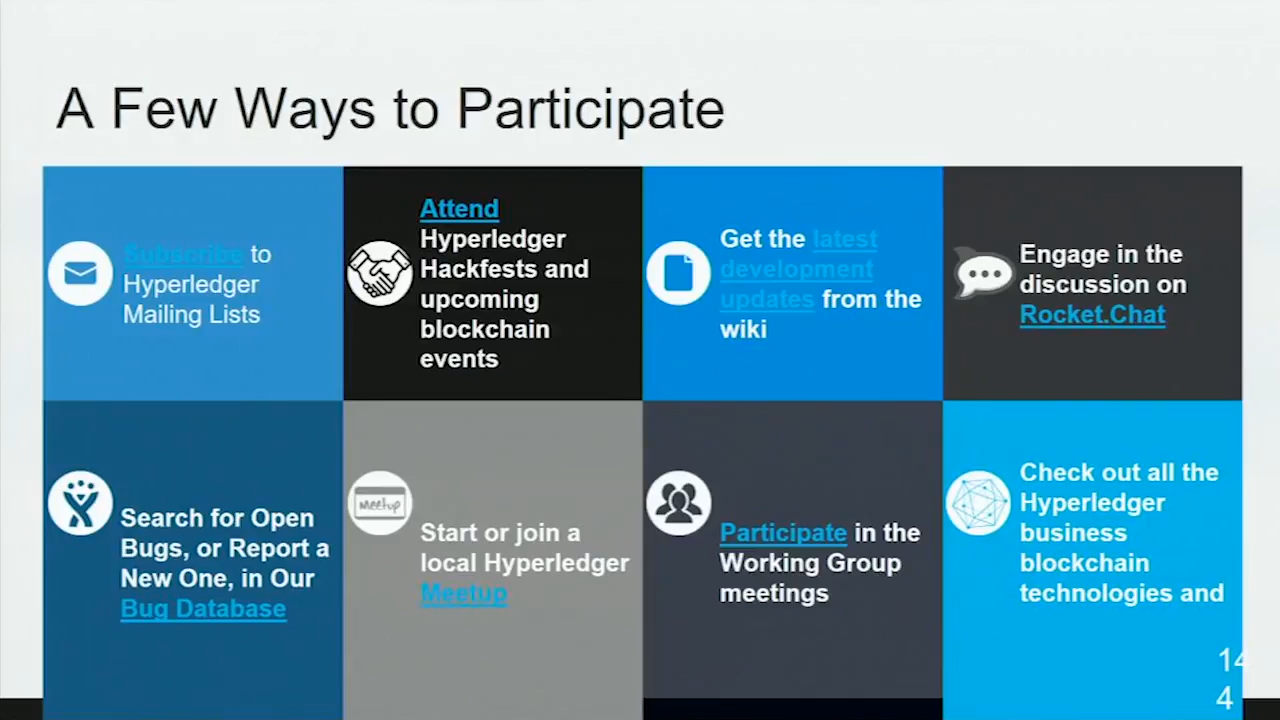 A Few Ways to Participate
Subscribe to
Hyperledger
Mailing Lists
Attend
Hyperledger
Hackfests and
upcoming
blockchain
events
Get the latest
development
updates from the
wiki
Engage in the
discussion on
Rocket.Chat
Search for Open
Bugs, or Report a
New One, in Our
Bug Database
Meetup
Start or join a
local Hyperledger
Meetup
Participate in the
Working Group
meetings
Check out all the
Hyperledger
business
blockchain
technologies and
14
4